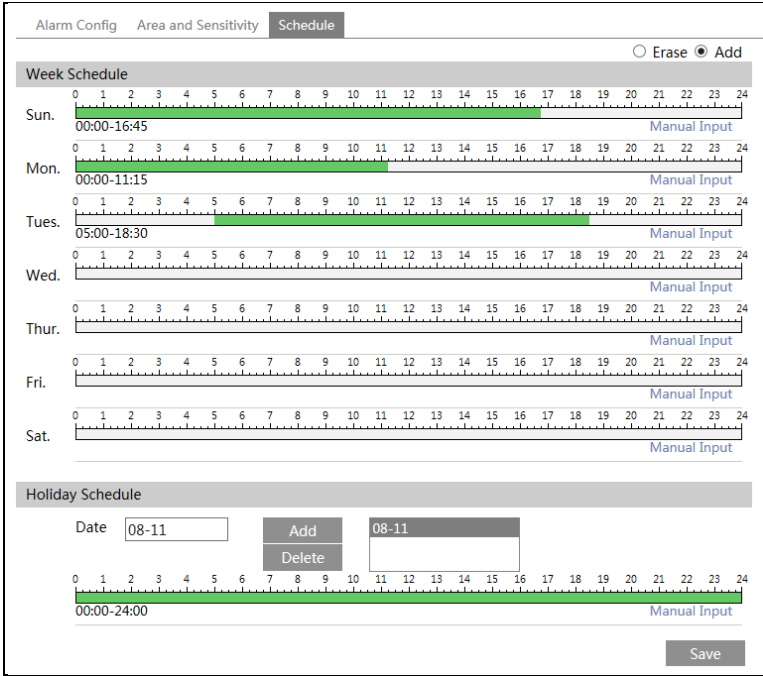 Alarm Config Area and Sensitivity Schedule
Erase Add
Week Schedule
0 1 2 3 4 5 6 7 8 9 10 11 12 13 14 15 16 17 18 19 20 21 22 23 24
Sun.
00:00-16:45 Manual Input
0 1 2 3 4 5 6 7 8 9 10 11 12 13 14 15 16 17 18 19 20 21 22 23 24
Mon.
00:00-11:15 Manual Input
0 1 2 3 4 5 6 7 8 9 10 11 12 13 14 15 16 17 18 19 20 21 22 23 24
Tues.
05:00-18:30 Manual Input
0 1 2 3 4 5 6 7 8 9 10 11 12 13 14 15 16 17 18 19 20 21 22 23 24
Wed.
Manual Input
0 1 2 3 4 5 6 7 8 9 10 11 12 13 14 15 16 17 18 19 20 21 22 23 24
Thur.
Manual Input
0 1 2 3 4 5 6 7 8 9 10 11 12 13 14 15 16 17 18 19 20 21 22 23 24
Fri.
Manual Input
0 1 2 3 4 5 6 7 8 9 10 11 12 13 14 15 16 17 18 19 20 21 22 23 24
Sat.
Manual Input
Holiday Schedule
Date 08-11 Add 08-11
Delete
0 1 2 3 4 5 6 7 8 9 10 11 12 13 14 15 16 17 18 19 20 21 22 23 24
00:00-24:00 Manual Input
Save